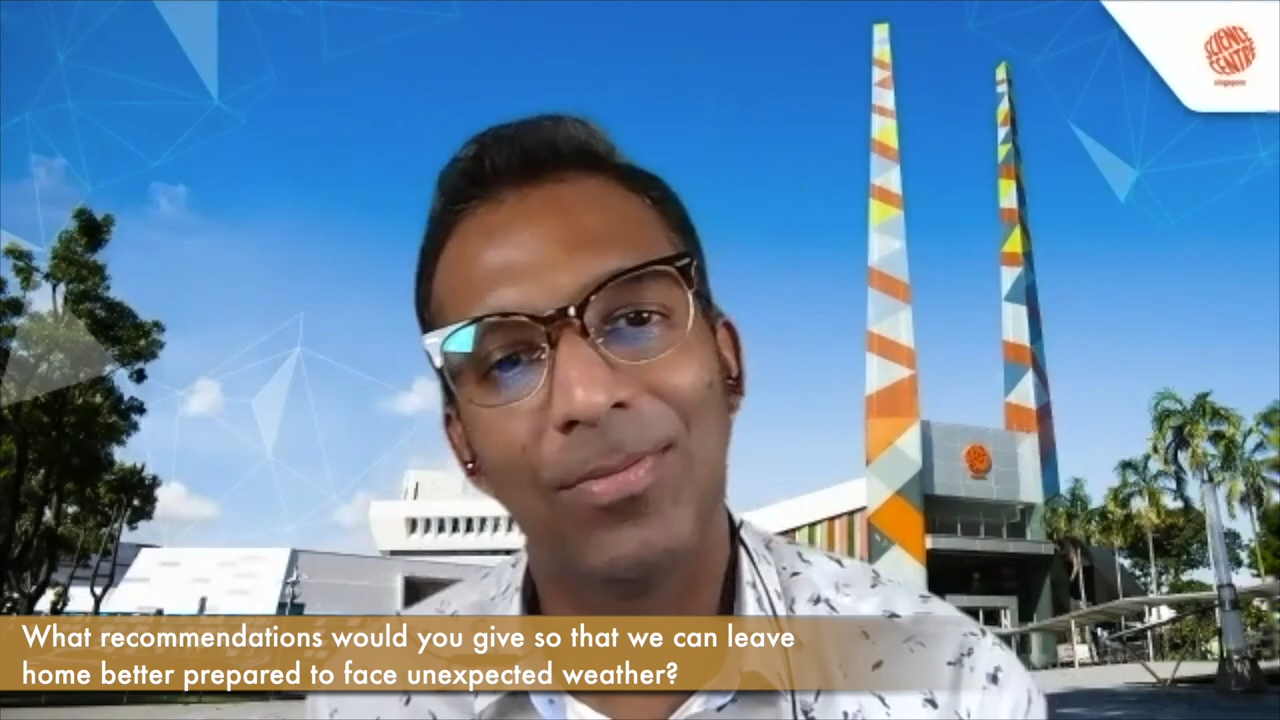 SCIENCE
CENTRE
singapore
What recommendations would you give so that we can leave
home better prepared to face unexpected weather?